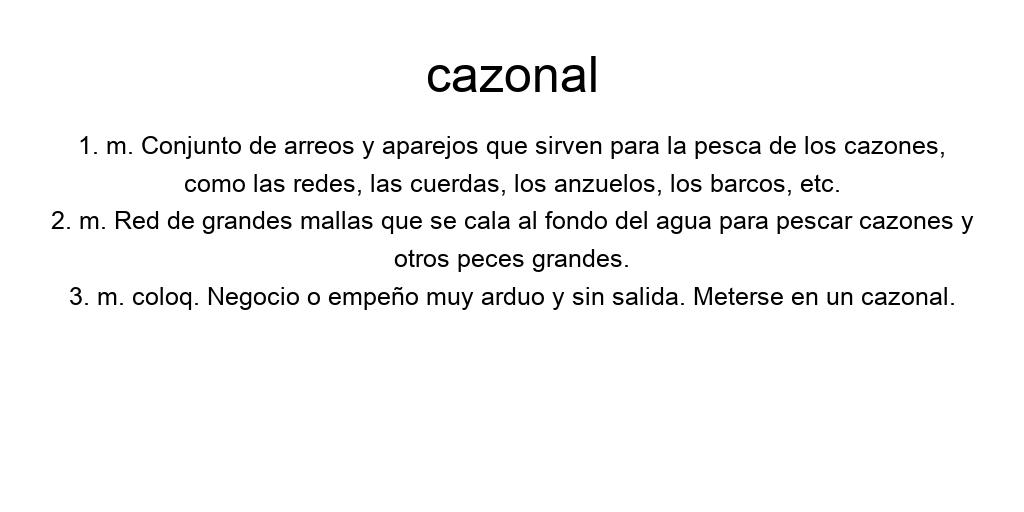 cazonal
1. m. Conjunto de arreos y aparejos que sirven para la pesca de los cazones,
como las redes, las cuerdas, los anzuelos, los barcos, etc.
2. m. Red de grandes mallas que se cala al fondo del agua para pescar cazones y
otros peces grandes.
3. m. coloq. Negocio o empeño muy arduo y sin salida. Meterse en un cazonal.